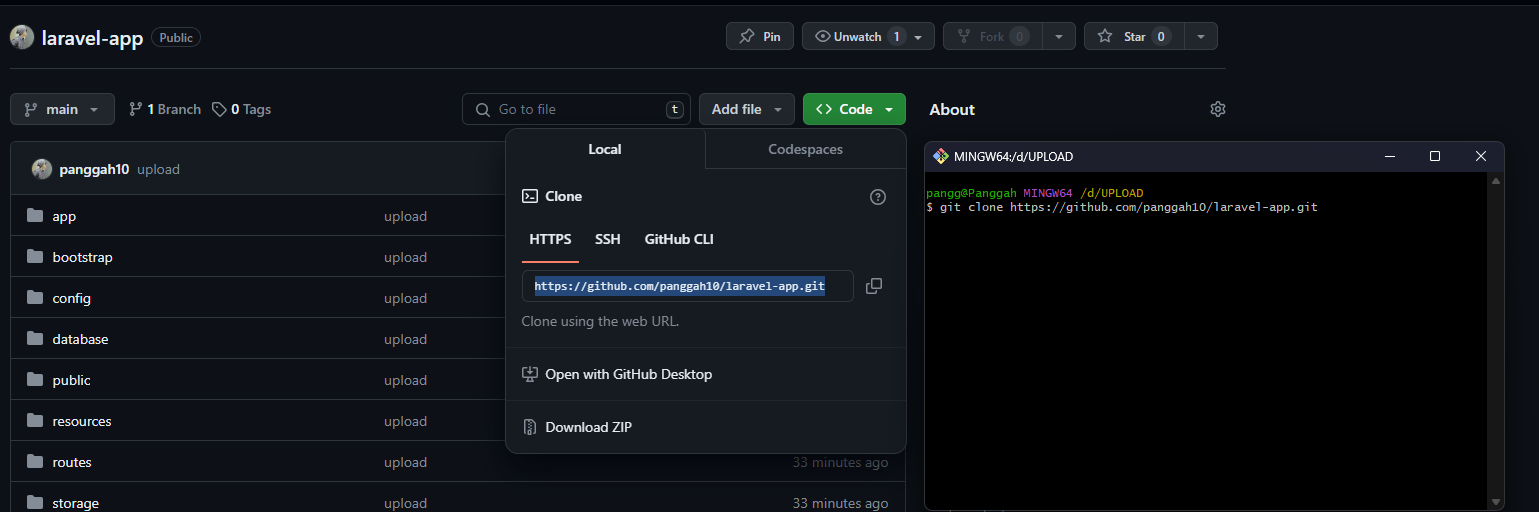 laravel-app Public
Pin
Unwatch 1
Fork 0
Star 0
main
1 Branch
0 Tags
Go to file t
Add file
Code
About
panggah10 upload
app upload
bootstrap upload
config upload
database upload
public upload
resources upload
routes upload 33 minutes ago
storage upload 33 minutes ago
Local
Codespaces
Clone
HTTPS SSH GitHub CLI
https://github.com/panggah10/laravel-app.git
Clone using the web URL.
Open with GitHub Desktop
Download ZIP
MINGW64:/d/UPLOAD
pangg@Panggah MINGW64 /d/UPLOAD
$ git clone https://github.com/panggah10/laravel-app.git